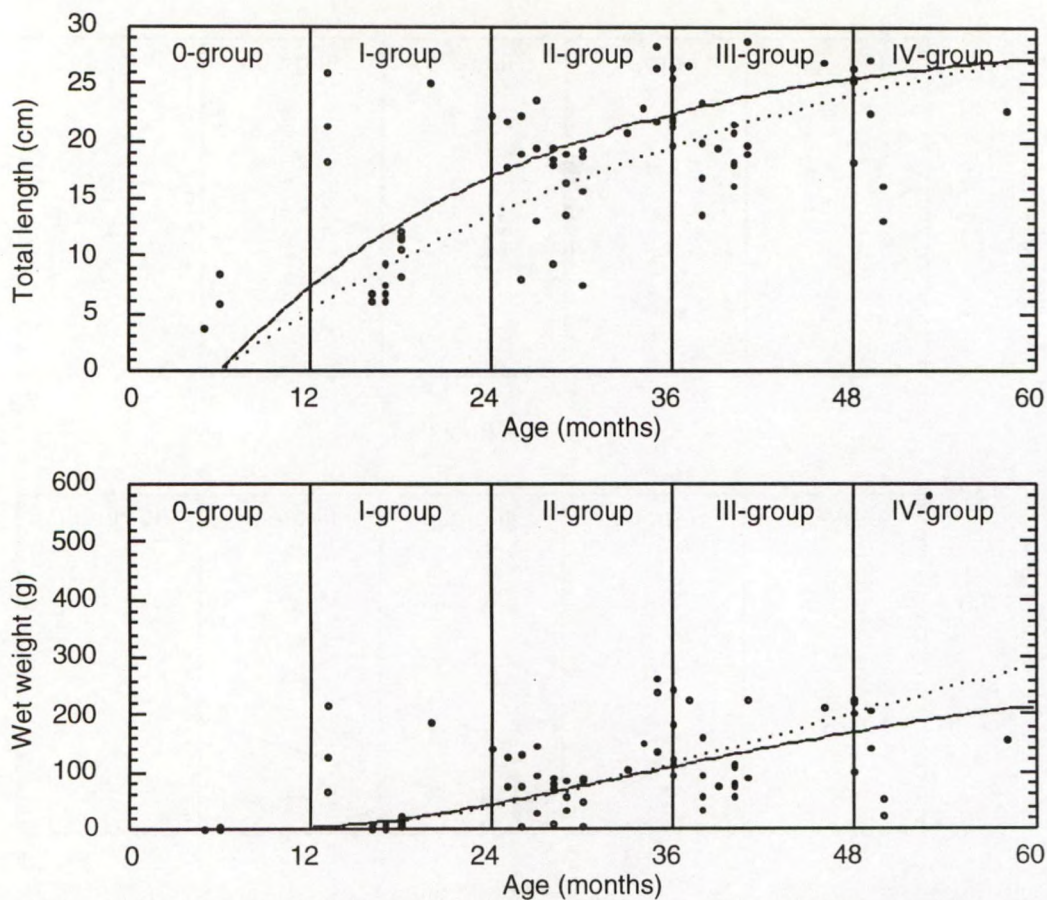 30
25
20
15
10
5
0
Total length (cm)
0-group I-group II-group III-group IV-group
0 12 24 36 48 60
Age (months)
600
500
400
300
200
100
0
Wet weight (g)
0-group I-group II-group III-group IV-group
0 12 24 36 48 60
Age (months)